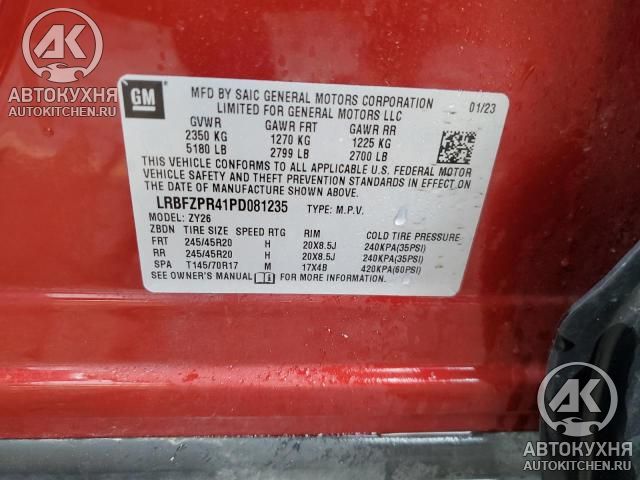 АК
АВТОКУХНЯ
AUTOKITCHEN.RU
GM
MFD BY SAIC GENERAL MOTORS CORPORATION
LIMITED FOR GENERAL MOTORS LLC
01/23
GVWR GAWR FRT GAWR RR
2350 KG 1270 KG 1225 KG
5180 LB 2799 LB 2700 LB
THIS VEHICLE CONFORMS TO ALL APPLICABLE U.S. FEDERAL MOTOR
VEHICLE SAFETY AND THEFT PREVENTION STANDARDS IN EFFECT ON
THE DATE OF MANUFACTURE SHOWN ABOVE.
LRBFZPR41PD081235 TYPE: M.P.V.
MODEL: ZY26
ZBDN TIRE SIZE SPEED RTG RIM COLD TIRE PRESSURE
FRT 245/45R20 H 20X8.5J 240KPA(35PSI)
RR 245/45R20 H 20X8.5J 240KPA(35PSI)
SPA T145/70R17 M 17X4B 420KPA(60PSI)
SEE OWNER'S MANUAL FOR MORE INFORMATION.
АК
АВТОКУХНЯ
AUTOKITCHEN.RU